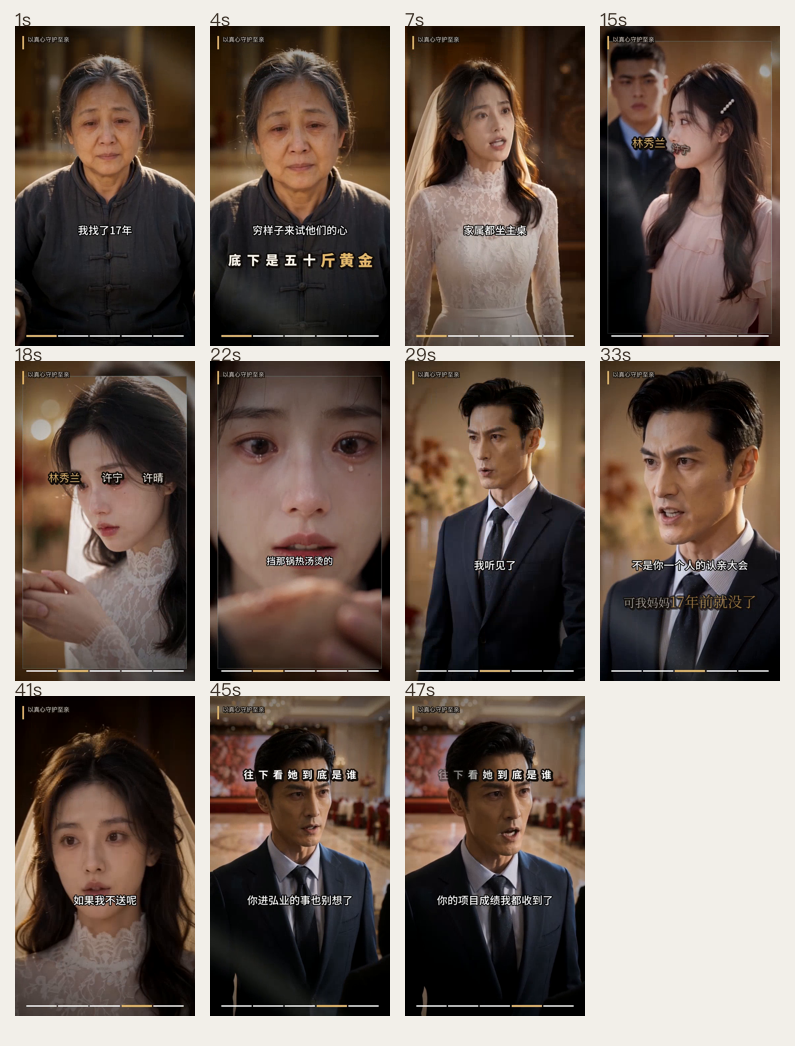 1s
以真心守护至亲
我找了17年
4s
以真心守护至亲
穷样子来试他们的心
底下是五十斤黄金
7s
以真心守护至亲
家属都坐主桌
15s
以真心守护至亲
林秀兰 许宁
18s
以真心守护至亲
林秀兰 许宁 许晴
22s
以真心守护至亲
挡那锅热汤烫的
29s
以真心守护至亲
我听见了
33s
以真心守护至亲
不是你一个人的认亲大会
可我妈妈17年前就没了
41s
以真心守护至亲
如果我不送呢
45s
以真心守护至亲
往下看她到底是谁
你进弘业的事也别想了
47s
以真心守护至亲
往下看她到底是谁
你的项目成绩我都收到了